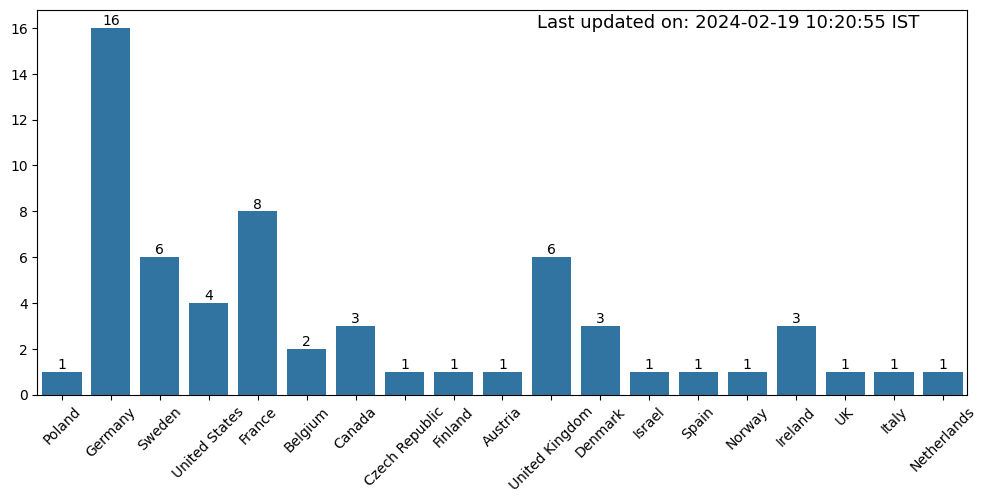 Last updated on: 2024-02-19 10:20:55 IST
16
14
12
10
8
6
4
2
0
1
16
6
4
8
2
3
1
1
1
6
3
1
1
1
3
1
1
1
Poland
Germany
Sweden
United States
France
Belgium
Canada
Czech Republic
Finland
Austria
United Kingdom
Denmark
Israel
Spain
Norway
Ireland
UK
Italy
Netherlands